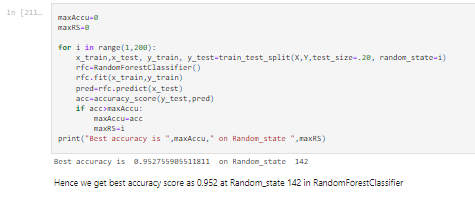 In [211...
maxAccu=0
maxRS=0
for i in range(1,200):
x_train,x_test, y_train, y_test=train_test_split(X,Y,test_size=.20, random_state=i)
rfc=RandomForestClassifier()
rfc.fit(x_train,y_train)
pred=rfc.predict(x_test)
acc=accuracy_score(y_test,pred)
if acc>maxAccu:
maxAccu=acc
maxRS=i
print("Best accuracy is ",maxAccu," on Random_state ",maxRS)
Best accuracy is 0.952755905511811 on Random_state 142
Hence we get best accuracy score as 0.952 at Random_state 142 in RandomForestClassifier